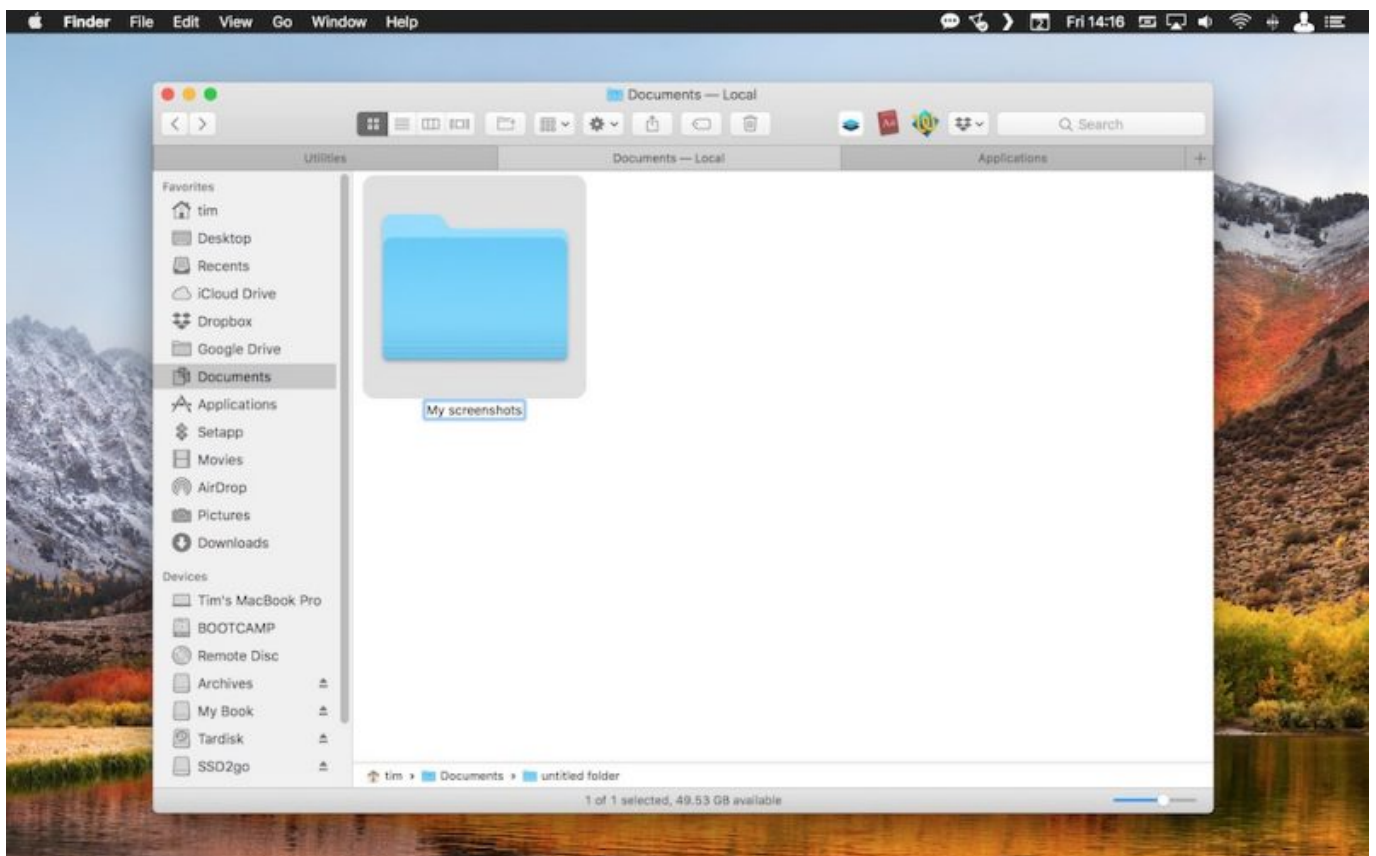 Finder File Edit View Go Window Help 2 Fri 14:16
Documents — Local
Search
Utilities Documents — Local Applications +
Favorites
tim
Desktop
Recents
iCloud Drive
Dropbox
Google Drive
Documents
Applications
Setapp
Movies
AirDrop
Pictures
Downloads
Devices
Tim's MacBook Pro
BOOTCAMP
Remote Disc
Archives
My Book
Tardisk
SSD2go
My screenshots
tim › Documents › untitled folder
1 of 1 selected, 49.53 GB available